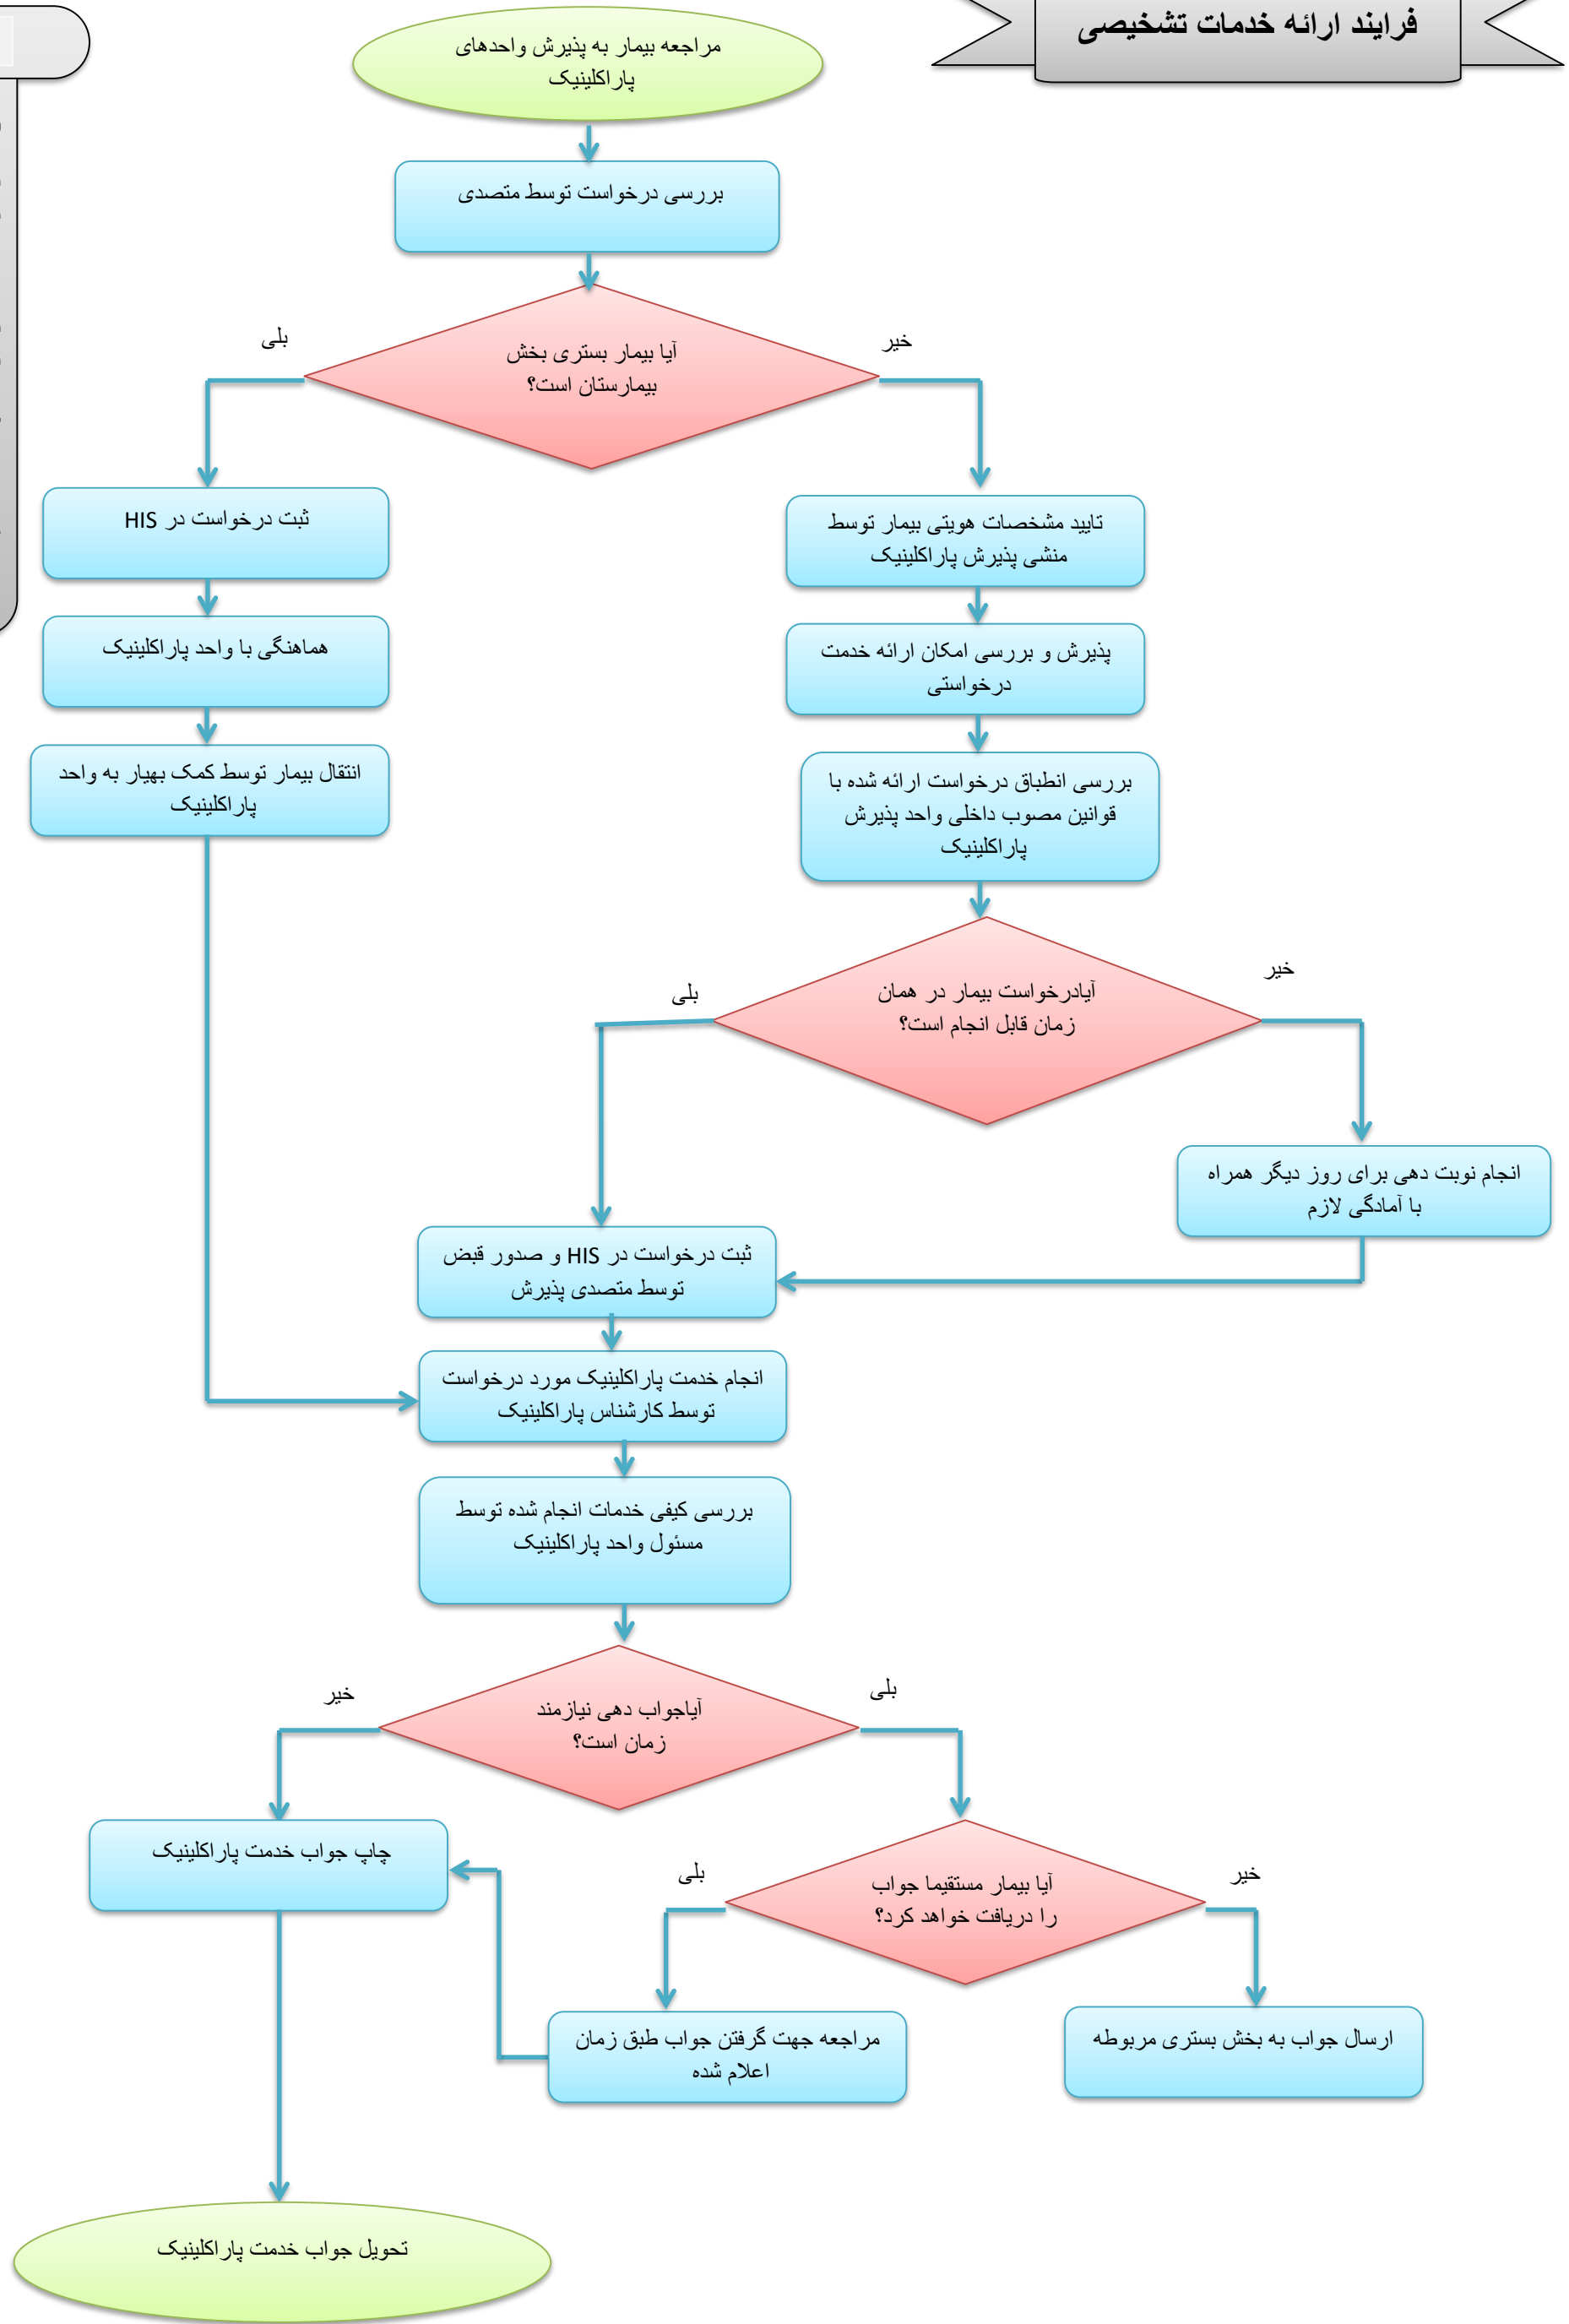 فرایند ارائه خدمات تشخیصی
مراجعه بیمار به پذیرش واحدهای
پاراکلینیک
بررسی درخواست توسط متصدی
آیا بیمار بستری بخش
بیمارستان است؟
خیر
بلی
تایید مشخصات هویتی بیمار توسط
منشی پذیرش پاراکلینیک
ثبت درخواست در HIS
پذیرش و بررسی امکان ارائه خدمت
درخواستی
هماهنگی با واحد پاراکلینیک
بررسی انطباق درخواست ارائه شده با
قوانین مصوب داخلی واحد پذیرش
پاراکلینیک
انتقال بیمار توسط کمک بهیار به واحد
پاراکلینیک
آیادرخواست بیمار در همان
زمان قابل انجام است؟
خیر
بلی
انجام نوبت دهی برای روز دیگر همراه
با آمادگی لازم
ثبت درخواست در HIS و صدور قبض
توسط متصدی پذیرش
انجام خدمت پاراکلینیک مورد درخواست
توسط کارشناس پاراکلینیک
بررسی کیفی خدمات انجام شده توسط
مسئول واحد پاراکلینیک
آیاجواب دهی نیازمند
زمان است؟
بلی
خیر
چاپ جواب خدمت پاراکلینیک
آیا بیمار مستقیما جواب
را دریافت خواهد کرد؟
خیر
بلی
ارسال جواب به بخش بستری مربوطه
مراجعه جهت گرفتن جواب طبق زمان
اعلام شده
تحویل جواب خدمت پاراکلینیک